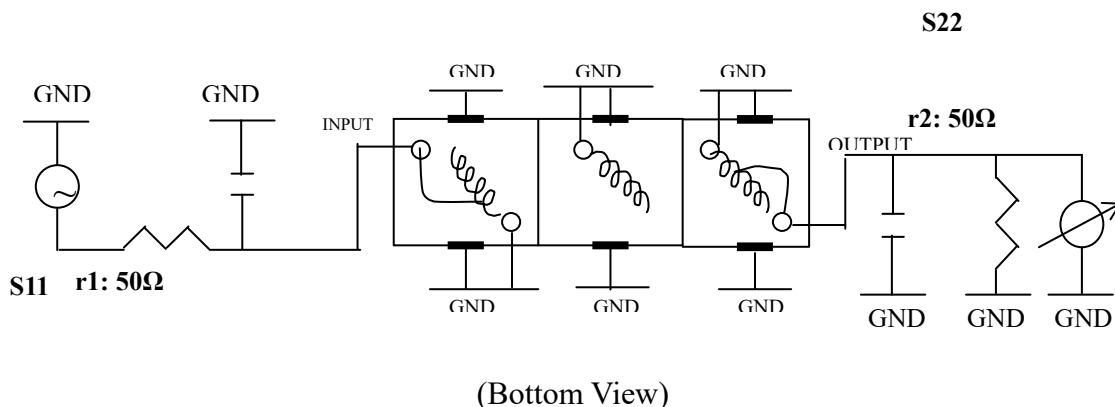 S22
GND GND GND
GND GND
r2: 50Ω
INPUT
OUTPUT
S11 r1: 50Ω
GND GND GND
GND GND GND
(Bottom View)